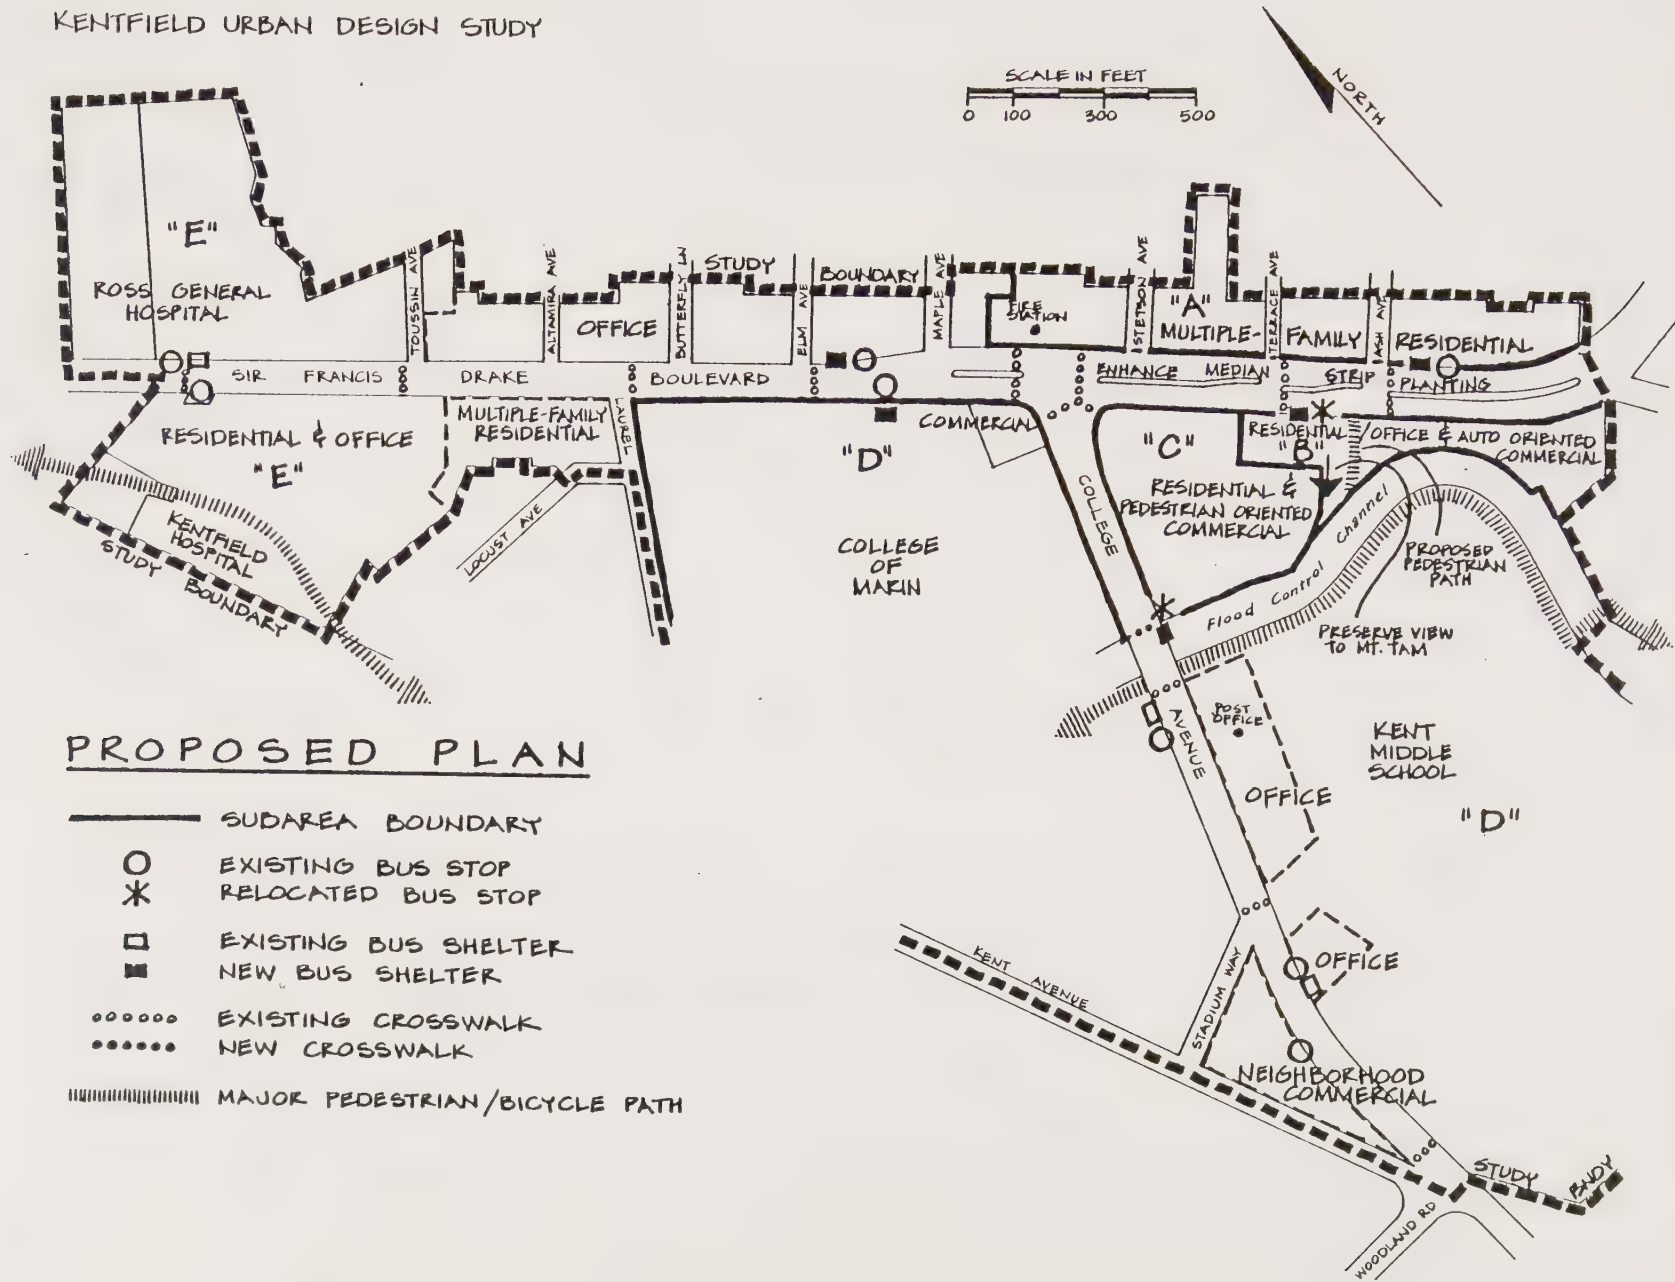 KENTFIELD URBAN DESIGN STUDY
SCALE IN FEET
0 100 300 500
NORTH
"E"
ROSS GENERAL
HOSPITAL
TOUSSIN AVE
ALTAMIRA AVE
OFFICE
BUTTERFLY LN
STUDY
BOUNDARY
ELM AVE
MAPLE AVE
FIRE
STATION
STETSON AVE
"A"
MULTIPLE-
TERRACE AVE
FAMILY
ASH AVE
RESIDENTIAL
SIR FRANCIS DRAKE BOULEVARD
ENHANCE MEDIAN STRIP PLANTING
RESIDENTIAL & OFFICE
"E"
MULTIPLE-FAMILY
RESIDENTIAL
LAUREL
LOCUST AVE
KENTFIELD
HOSPITAL
STUDY BOUNDARY
COMMERCIAL
"D"
COLLEGE
OF
MARIN
COLLEGE
AVENUE
"C"
RESIDENTIAL &
PEDESTRIAN ORIENTED
COMMERCIAL
RESIDENTIAL
"B"
OFFICE & AUTO ORIENTED
COMMERCIAL
Flood Control Channel
PROPOSED
PEDESTRIAN
PATH
PRESERVE VIEW
TO MT. TAM
POST
OFFICE
OFFICE
KENT
MIDDLE
SCHOOL
"D"
OFFICE
STADIUM WAY
KENT AVENUE
NEIGHBORHOOD
COMMERCIAL
STUDY BNDY
WOODLAND RD
PROPOSED PLAN
SUBAREA BOUNDARY
EXISTING BUS STOP
RELOCATED BUS STOP
EXISTING BUS SHELTER
NEW BUS SHELTER
EXISTING CROSSWALK
NEW CROSSWALK
MAJOR PEDESTRIAN/BICYCLE PATH